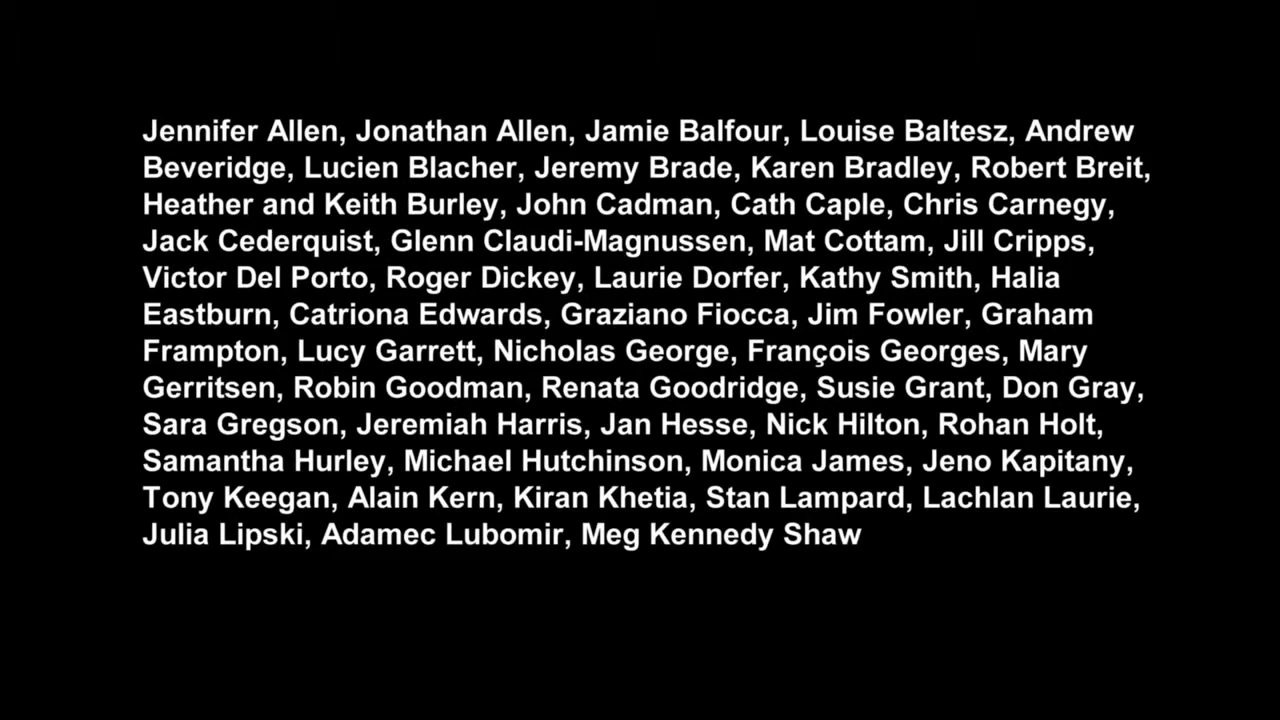 Jennifer Allen, Jonathan Allen, Jamie Balfour, Louise Baltesz, Andrew
Beveridge, Lucien Blacher, Jeremy Brade, Karen Bradley, Robert Breit,
Heather and Keith Burley, John Cadman, Cath Caple, Chris Carnegy,
Jack Cederquist, Glenn Claudi-Magnussen, Mat Cottam, Jill Cripps,
Victor Del Porto, Roger Dickey, Laurie Dorfer, Kathy Smith, Halia
Eastburn, Catriona Edwards, Graziano Fiocca, Jim Fowler, Graham
Frampton, Lucy Garrett, Nicholas George, François Georges, Mary
Gerritsen, Robin Goodman, Renata Goodridge, Susie Grant, Don Gray,
Sara Gregson, Jeremiah Harris, Jan Hesse, Nick Hilton, Rohan Holt,
Samantha Hurley, Michael Hutchinson, Monica James, Jeno Kapitany,
Tony Keegan, Alain Kern, Kiran Khetia, Stan Lampard, Lachlan Laurie,
Julia Lipski, Adamec Lubomir, Meg Kennedy Shaw